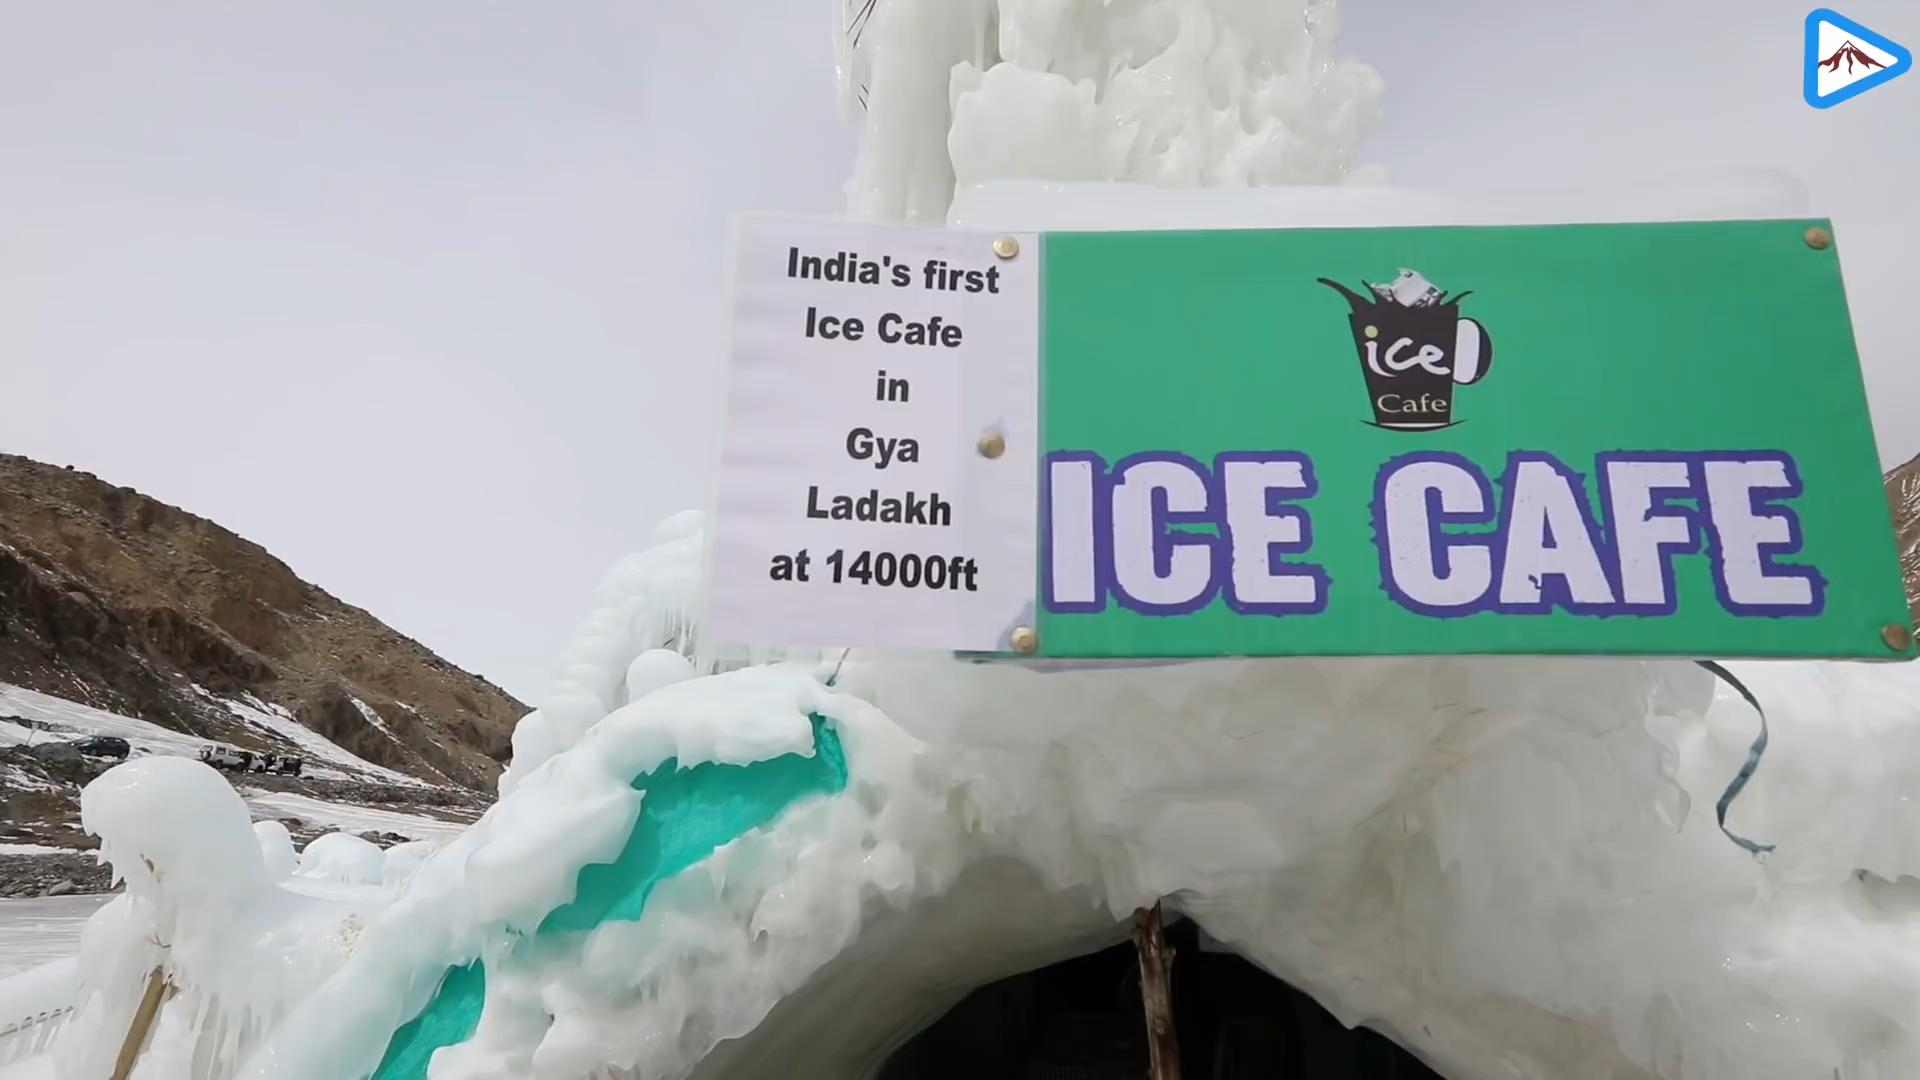 India's first
Ice Cafe
in
Gya
Ladakh
at 14000ft
ice
Cafe
ICE CAFE